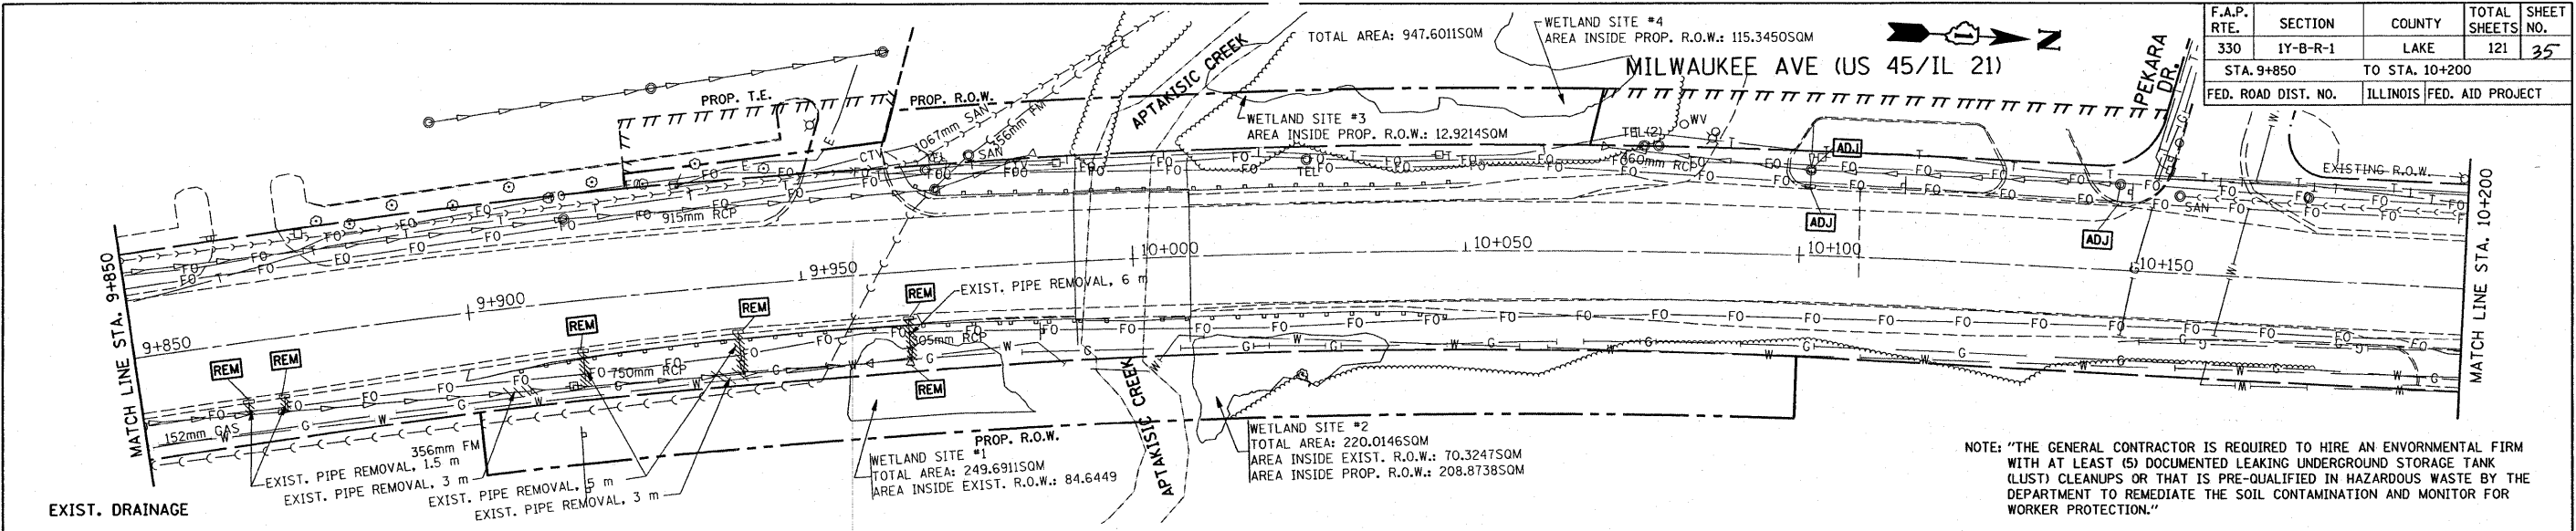 F.A.P. RTE. SECTION COUNTY TOTAL SHEETS SHEET NO.
330 1Y-B-R-1 LAKE 121 35
STA. 9+850 TO STA. 10+200
FED. ROAD DIST. NO. ILLINOIS FED. AID PROJECT
TOTAL AREA: 947.6011SQM
WETLAND SITE #4
AREA INSIDE PROP. R.O.W.: 115.3450SQM
N
MILWAUKEE AVE (US 45/IL 21)
SPEKARA DR.
APTAKISIC CREEK
PROP. T.E.
PROP. R.O.W.
WETLAND SITE #3
AREA INSIDE PROP. R.O.W.: 12.9214SQM
1067mm SAN
356mm FM
CTV
SAN
TEL
TEL(2)
WV
460mm RCP
ADJ
ADJ
ADJ
SAN
EXISTING R.O.W.
915mm RCP
MATCH LINE STA. 9+850
9+850
9+900
9+950
10+000
10+050
10+100
10+150
MATCH LINE STA. 10+200
REM
REM
REM
REM
REM
REM
EXIST. PIPE REMOVAL, 6 m
305mm RCP
750mm RCP
152mm GAS
356mm FM
EXIST. PIPE REMOVAL, 1.5 m
EXIST. PIPE REMOVAL, 3 m
EXIST. PIPE REMOVAL, 5 m
EXIST. PIPE REMOVAL, 3 m
PROP. R.O.W.
WETLAND SITE #1
TOTAL AREA: 249.6911SQM
AREA INSIDE EXIST. R.O.W.: 84.6449
APTAKISIC CREEK
WETLAND SITE #2
TOTAL AREA: 220.0146SQM
AREA INSIDE EXIST. R.O.W.: 70.3247SQM
AREA INSIDE PROP. R.O.W.: 208.8738SQM
NOTE: "THE GENERAL CONTRACTOR IS REQUIRED TO HIRE AN ENVORNMENTAL FIRM
WITH AT LEAST (5) DOCUMENTED LEAKING UNDERGROUND STORAGE TANK
(LUST) CLEANUPS OR THAT IS PRE-QUALIFIED IN HAZARDOUS WASTE BY THE
DEPARTMENT TO REMEDIATE THE SOIL CONTAMINATION AND MONITOR FOR
WORKER PROTECTION."
EXIST. DRAINAGE